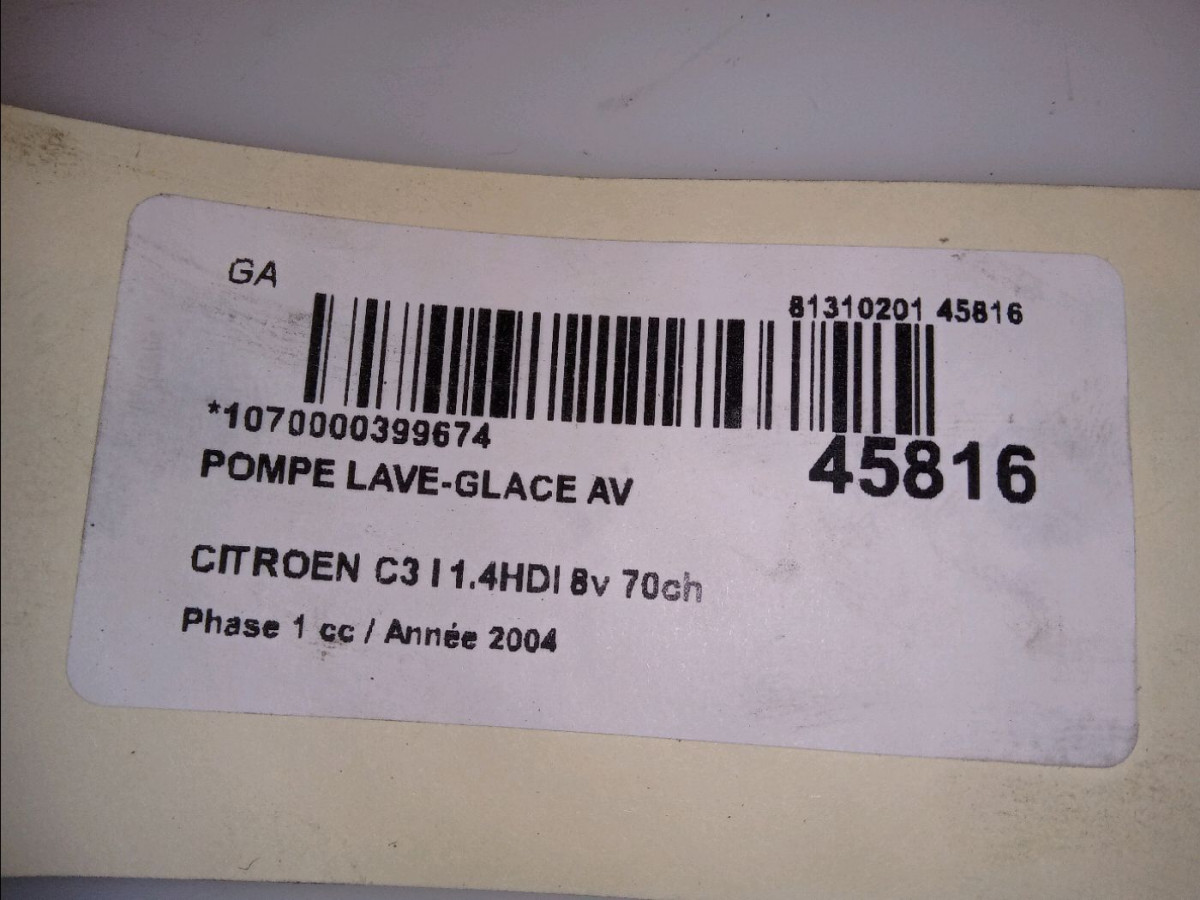 GA
81310201 45816
*1070000399674
45816
POMPE LAVE-GLACE AV
CITROEN C3 I 1.4HDI 8v 70ch
Phase 1 cc / Année 2004